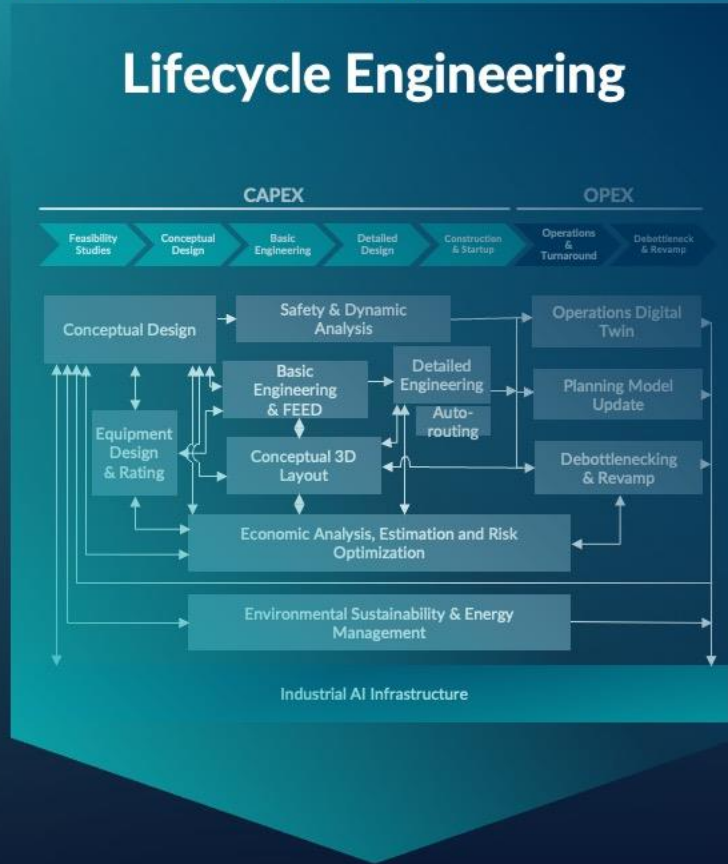 Lifecycle Engineering
CAPEX
OPEX
Feasibility
Studies
Conceptual
Design
Basic
Engineering
Detailed
Design
Construction
& Startup
Operations
&
Turnaround
Debottleneck
& Revamp
Conceptual Design
Safety & Dynamic
Analysis
Operations Digital
Twin
Basic
Engineering
& FEED
Detailed
Engineering
Auto-
routing
Planning Model
Update
Equipment
Design
& Rating
Conceptual 3D
Layout
Debottlenecking
& Revamp
Economic Analysis, Estimation and Risk
Optimization
Environmental Sustainability & Energy
Management
Industrial AI Infrastructure